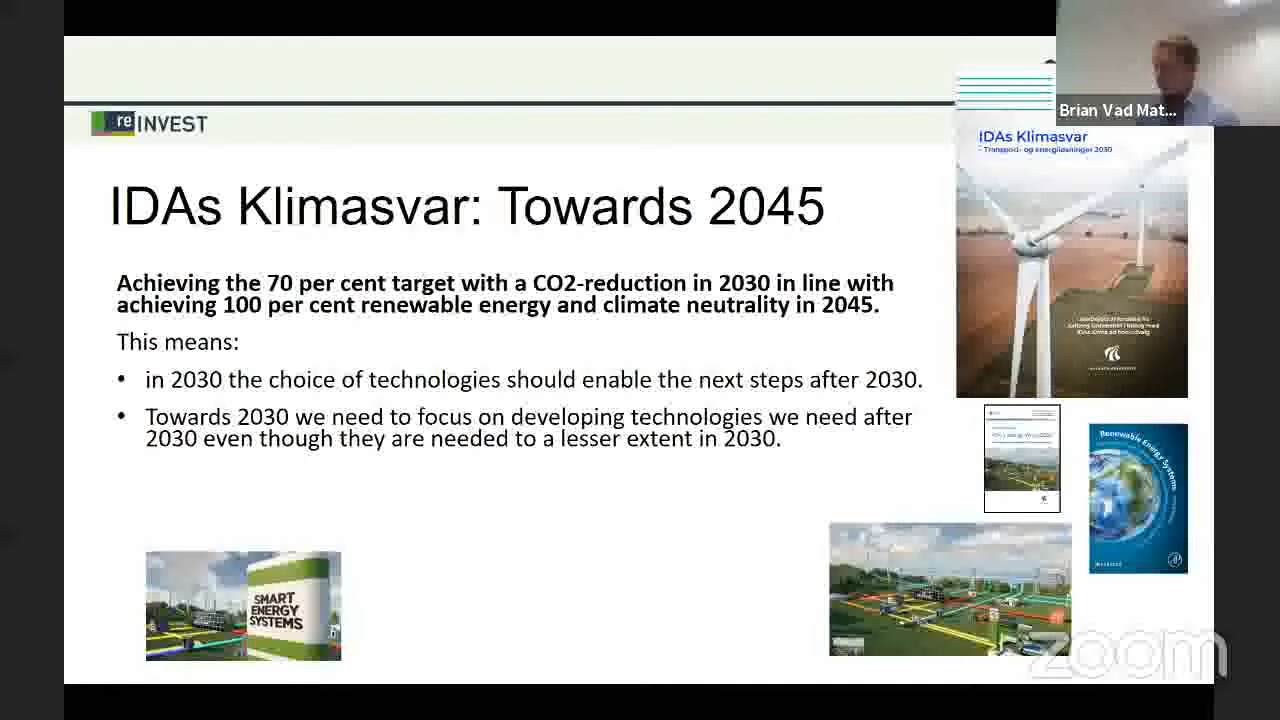 re INVEST
Brian Vad Mat...
IDAs Klimasvar
- Transport- og energiløsninger 2030
IDAs Klimasvar: Towards 2045
Achieving the 70 per cent target with a CO2-reduction in 2030 in line with
achieving 100 per cent renewable energy and climate neutrality in 2045.
This means:
• in 2030 the choice of technologies should enable the next steps after 2030.
• Towards 2030 we need to focus on developing technologies we need after
2030 even though they are needed to a lesser extent in 2030.
Renewable Energy Systems
SMART
ENERGY
SYSTEMS
zoom